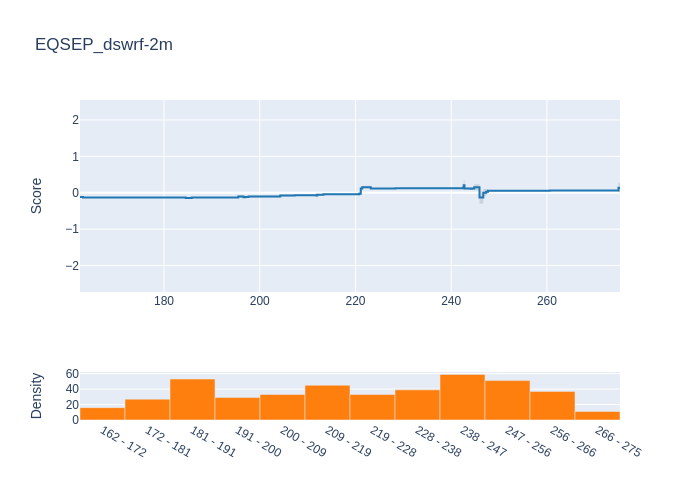 EQSEP_dswrf-2m
Score
2
1
0
−1
−2
180 200 220 240 260
Density
60
40
20
0
162 - 172
172 - 181
181 - 191
191 - 200
200 - 209
209 - 219
219 - 228
228 - 238
238 - 247
247 - 256
256 - 266
266 - 275